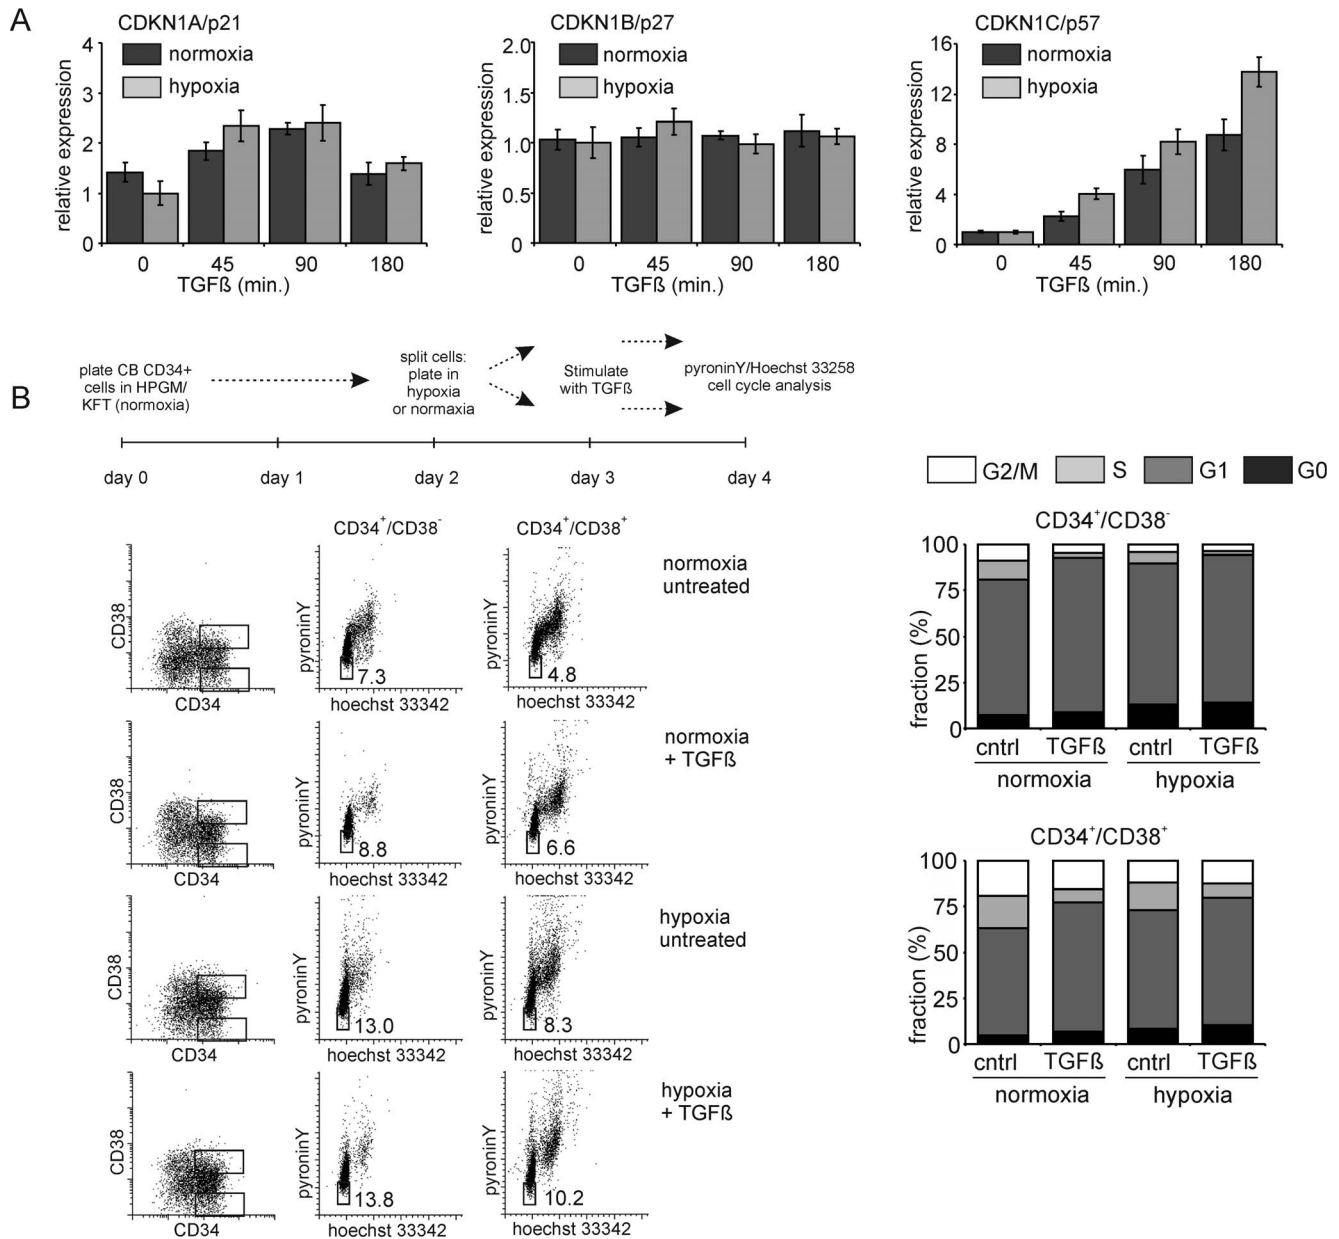 A
CDKN1A/p21
normoxia
hypoxia
relative expression
4
3
2
1
0
0 45 90 180
TGFß (min.)
CDKN1B/p27
normoxia
hypoxia
relative expression
2.0
1.5
1.0
0.5
0
0 45 90 180
TGFß (min.)
CDKN1C/p57
normoxia
hypoxia
relative expression
16
12
8
4
0
0 45 90 180
TGFß (min.)
B
plate CB CD34+
cells in HPGM/
KFT (normoxia)
split cells:
plate in
hypoxia
or normaxia
Stimulate
with TGFß
pyroninY/Hoechst 33258
cell cycle analysis
day 0 day 1 day 2 day 3 day 4
CD34+/CD38-
CD34+/CD38+
CD38
CD34
pyroninY
7.3
hoechst 33342
pyroninY
4.8
hoechst 33342
normoxia
untreated
CD38
CD34
pyroninY
8.8
hoechst 33342
pyroninY
6.6
hoechst 33342
normoxia
+ TGFß
CD38
CD34
pyroninY
13.0
hoechst 33342
pyroninY
8.3
hoechst 33342
hypoxia
untreated
CD38
CD34
pyroninY
13.8
hoechst 33342
pyroninY
10.2
hoechst 33342
hypoxia
+ TGFß
G2/M S G1 G0
CD34+/CD38-
fraction (%)
100
75
50
25
0
cntrl TGFß cntrl TGFß
normoxia hypoxia
CD34+/CD38+
fraction (%)
100
75
50
25
0
cntrl TGFß cntrl TGFß
normoxia hypoxia